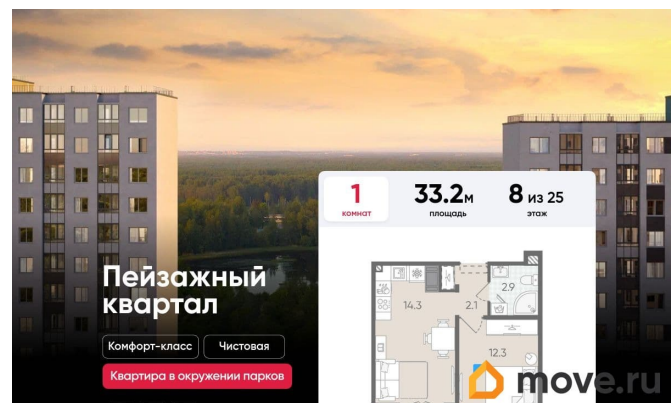 1
комнат
33.2м
площадь
8 из 25
этаж
Пейзажный
квартал
Комфорт-класс
Чистовая
Квартира в окружении парков
14.3
2.1
2.9
12.3
move.ru